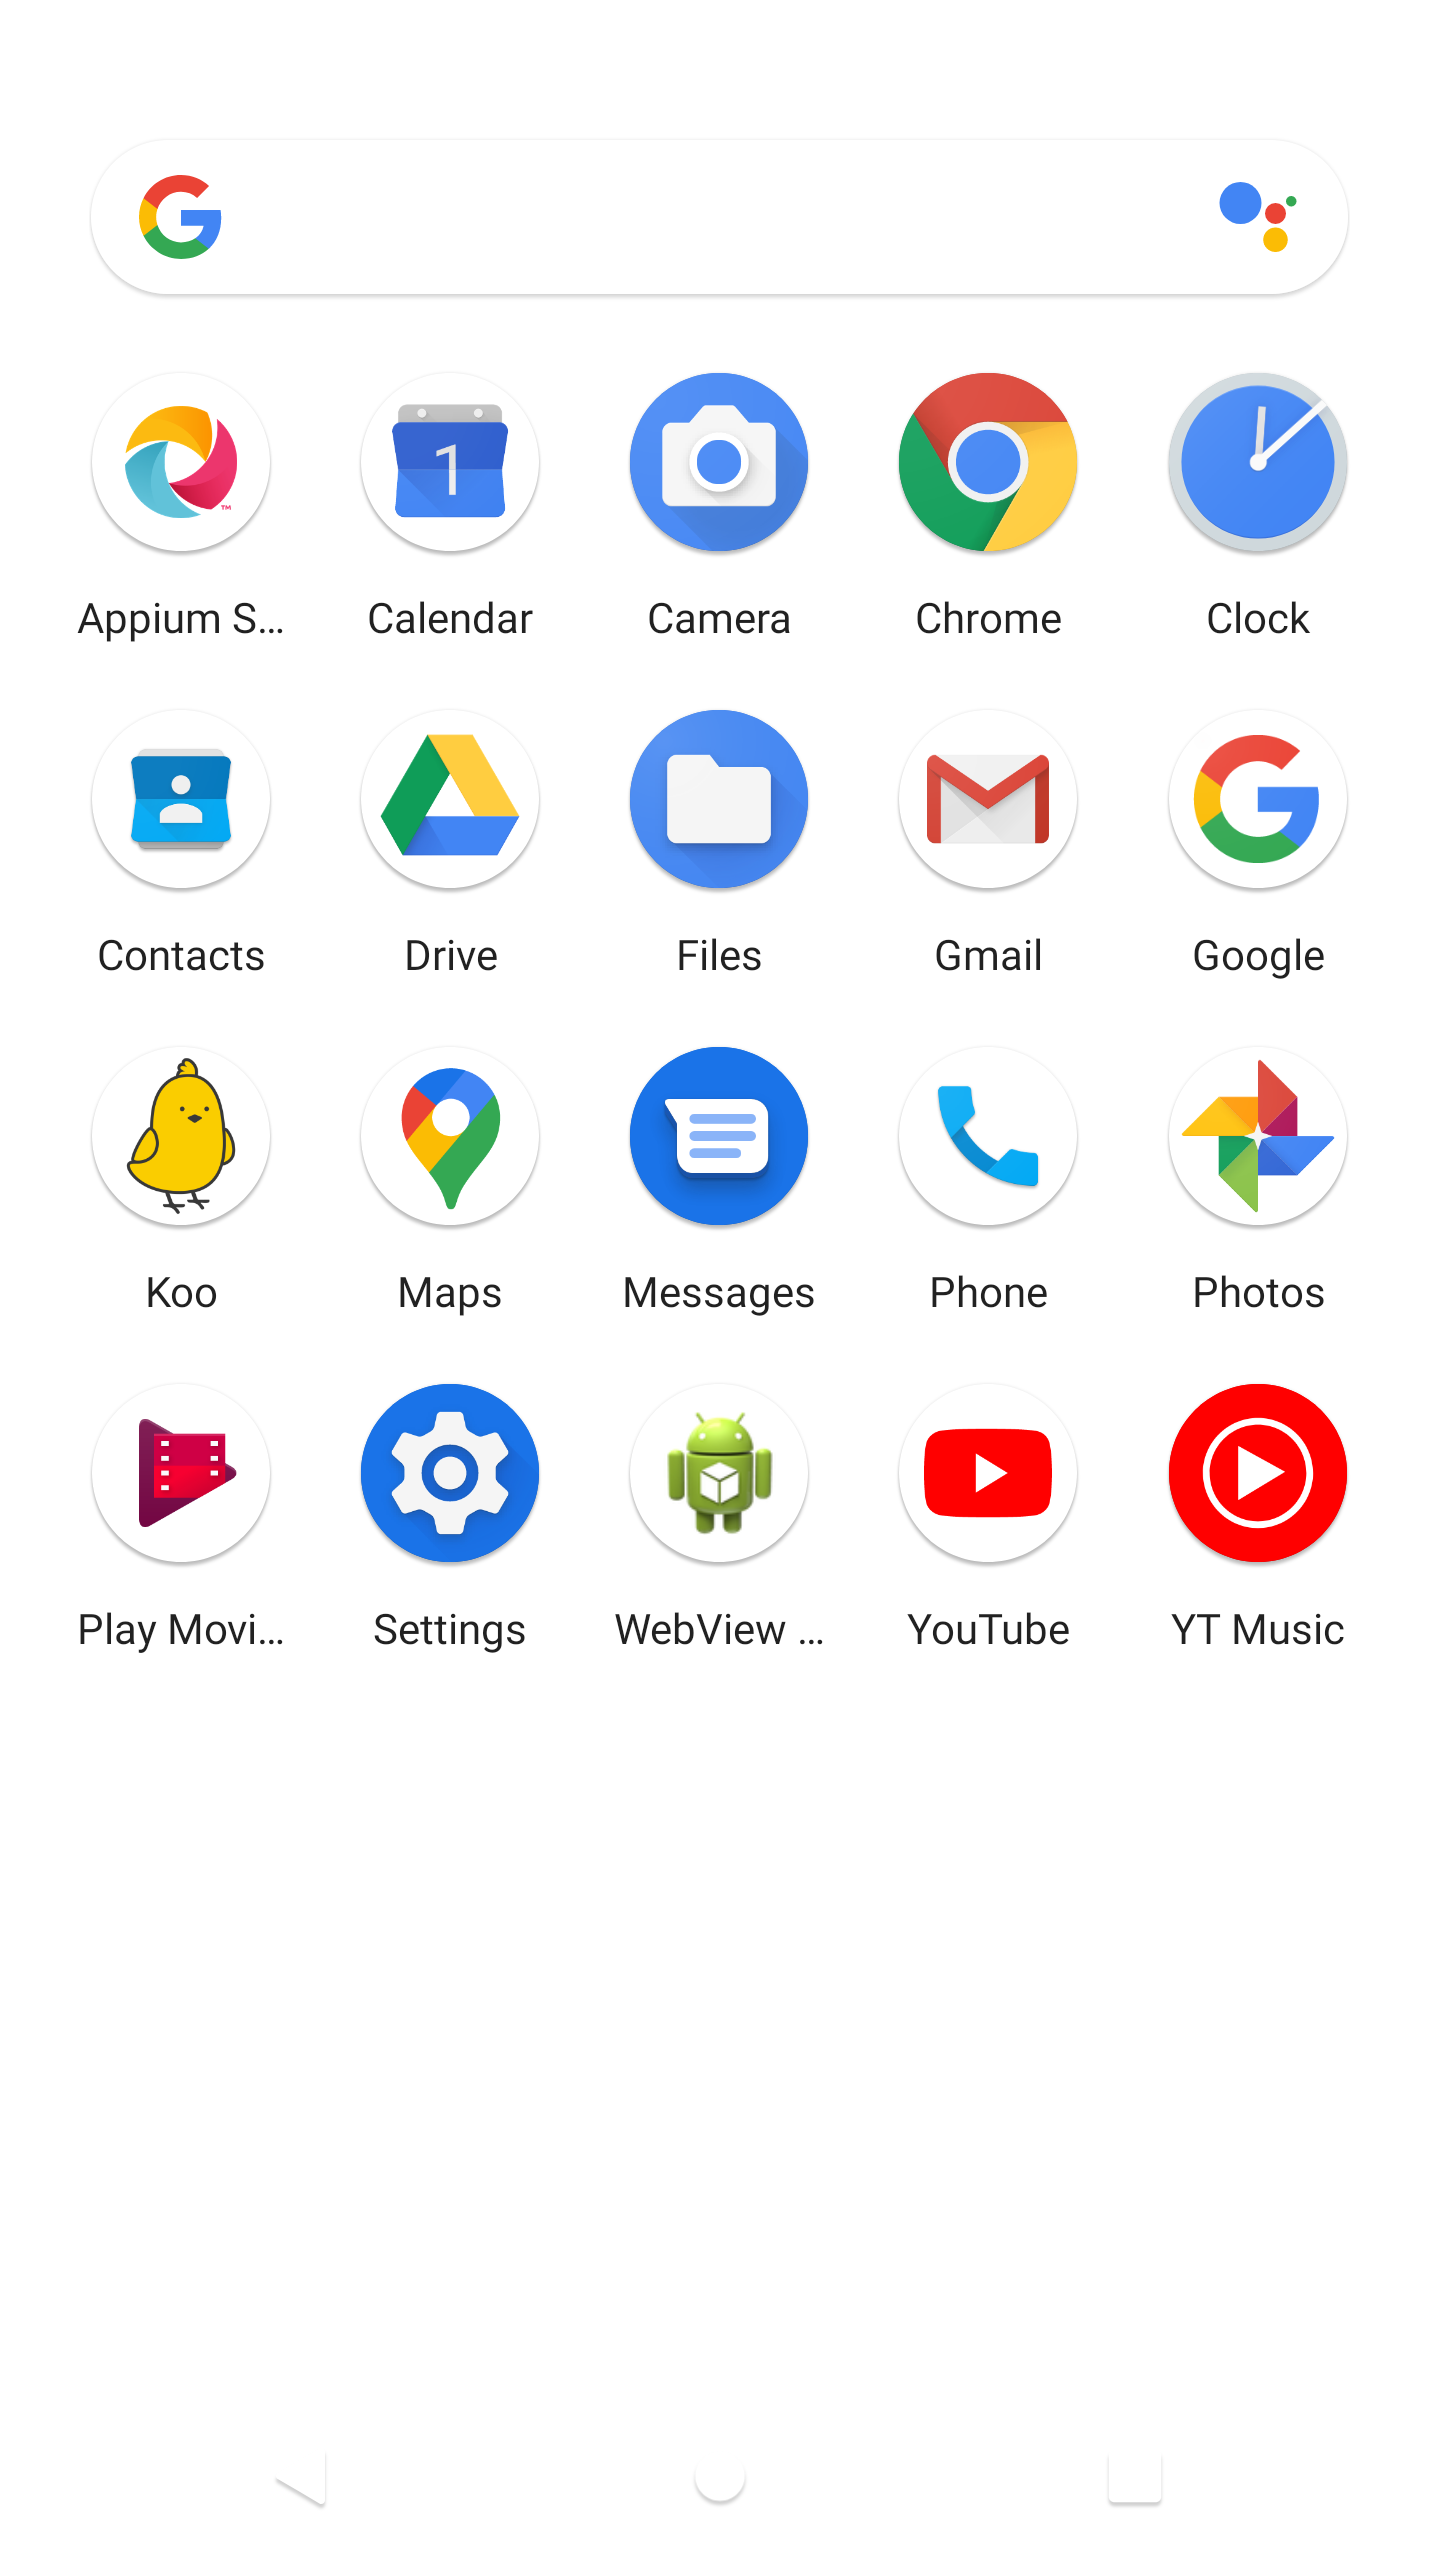 Appium S... Calendar Camera Chrome Clock
Contacts Drive Files Gmail Google
Koo Maps Messages Phone Photos
Play Movi... Settings WebView ... YouTube YT Music